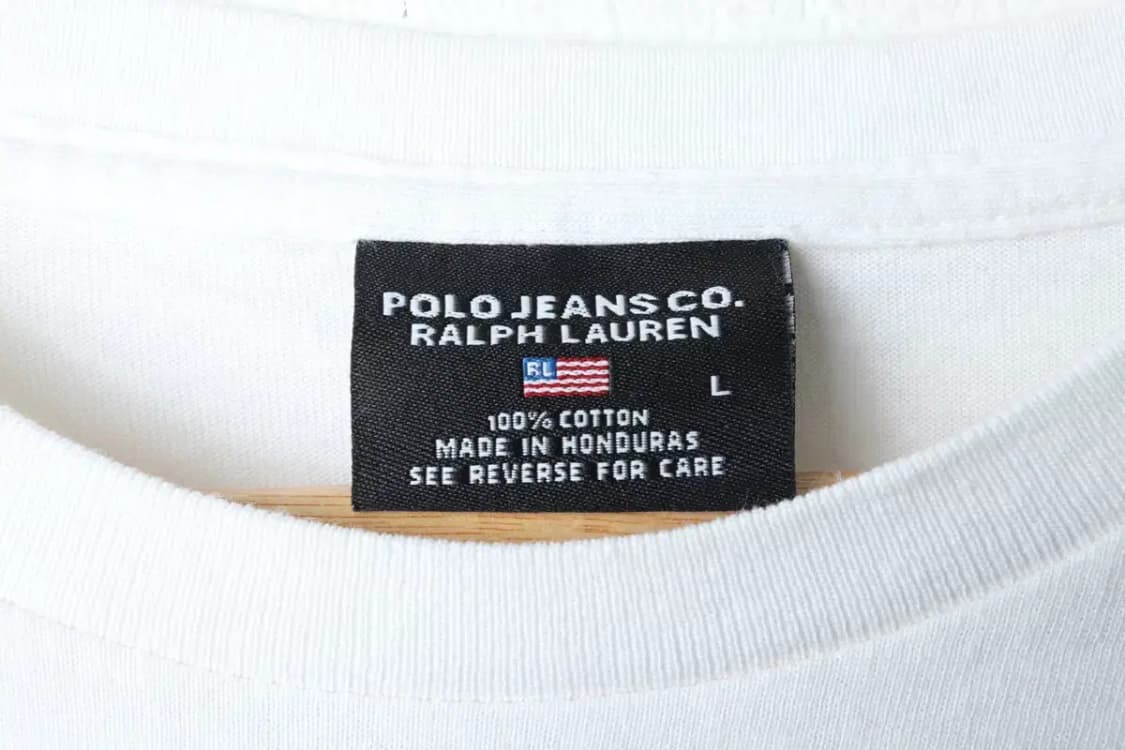 POLO JEANS CO.
RALPH LAUREN
RL
L
100% COTTON
MADE IN HONDURAS
SEE REVERSE FOR CARE